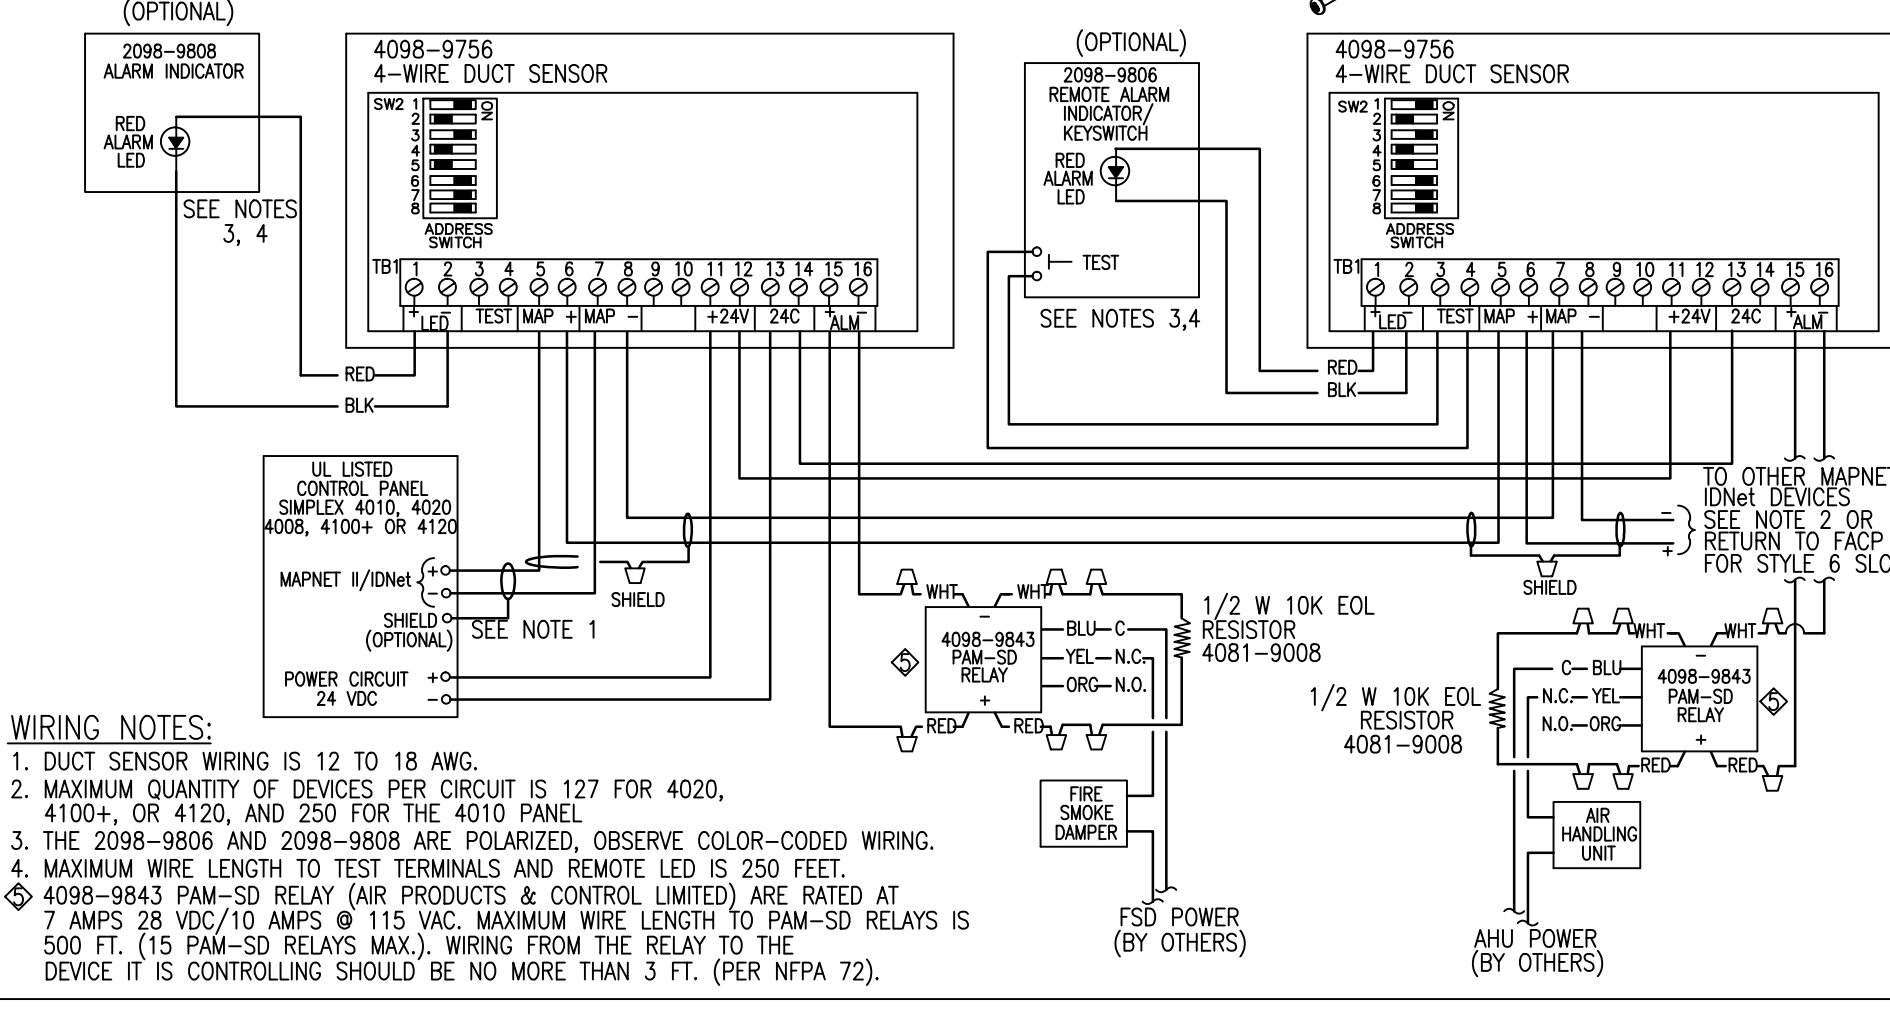 (OPTIONAL)
2098-9808
ALARM INDICATOR
RED
ALARM
LED
SEE NOTES
3, 4
RED
BLK
4098-9756
4-WIRE DUCT SENSOR
SW2 1
2
3
4
5
6
7
8
ON
ADDRESS
SWITCH
TB1 1 2 3 4 5 6 7 8 9 10 11 12 13 14 15 16
+ LED - TEST MAP + MAP - +24V 24C + ALM -
(OPTIONAL)
2098-9806
REMOTE ALARM
INDICATOR/
KEYSWITCH
RED
ALARM
LED
TEST
SEE NOTES 3,4
RED
BLK
4098-9756
4-WIRE DUCT SENSOR
SW2 1
2
3
4
5
6
7
8
ON
ADDRESS
SWITCH
TB1 1 2 3 4 5 6 7 8 9 10 11 12 13 14 15 16
+ LED - TEST MAP + MAP - +24V 24C + ALM -
UL LISTED
CONTROL PANEL
SIMPLEX 4010, 4020
4008, 4100+ OR 4120
MAPNET II/IDNet + -
SHIELD
(OPTIONAL)
SEE NOTE 1
POWER CIRCUIT +
24 VDC -
SHIELD
SHIELD
- +
TO OTHER MAPNET
IDNet DEVICES
SEE NOTE 2 OR
RETURN TO FACP
FOR STYLE 6 SLC
WHT WHT
-
4098-9843
PAM-SD
RELAY
+
BLU C
YEL N.C.
ORG N.O.
RED RED
5
1/2 W 10K EOL
RESISTOR
4081-9008
FIRE
SMOKE
DAMPER
FSD POWER
(BY OTHERS)
WHT WHT
-
4098-9843
PAM-SD
RELAY
+
C BLU
N.C. YEL
N.O. ORG
RED RED
5
1/2 W 10K EOL
RESISTOR
4081-9008
AIR
HANDLING
UNIT
AHU POWER
(BY OTHERS)
WIRING NOTES:
1. DUCT SENSOR WIRING IS 12 TO 18 AWG.
2. MAXIMUM QUANTITY OF DEVICES PER CIRCUIT IS 127 FOR 4020,
4100+, OR 4120, AND 250 FOR THE 4010 PANEL
3. THE 2098-9806 AND 2098-9808 ARE POLARIZED, OBSERVE COLOR-CODED WIRING.
4. MAXIMUM WIRE LENGTH TO TEST TERMINALS AND REMOTE LED IS 250 FEET.
5 4098-9843 PAM-SD RELAY (AIR PRODUCTS & CONTROL LIMITED) ARE RATED AT
7 AMPS 28 VDC/10 AMPS @ 115 VAC. MAXIMUM WIRE LENGTH TO PAM-SD RELAYS IS
500 FT. (15 PAM-SD RELAYS MAX.). WIRING FROM THE RELAY TO THE
DEVICE IT IS CONTROLLING SHOULD BE NO MORE THAN 3 FT. (PER NFPA 72).